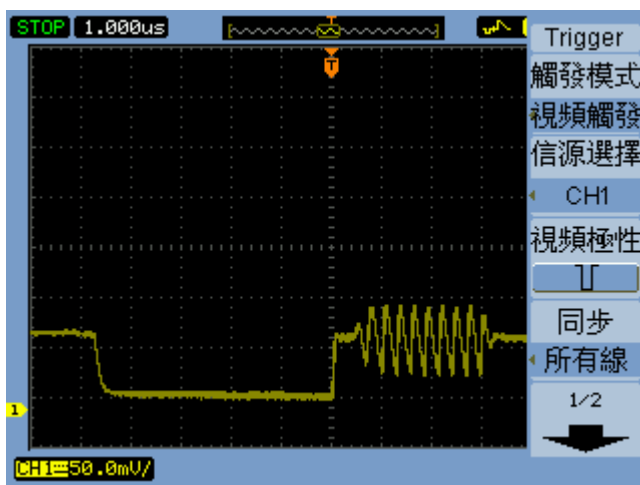 STOP 1.000us
T
Trigger
觸發模式
視頻觸發
信源選擇
CH1
視頻極性
同步
所有線
1/2
1
CH1 50.0mV/